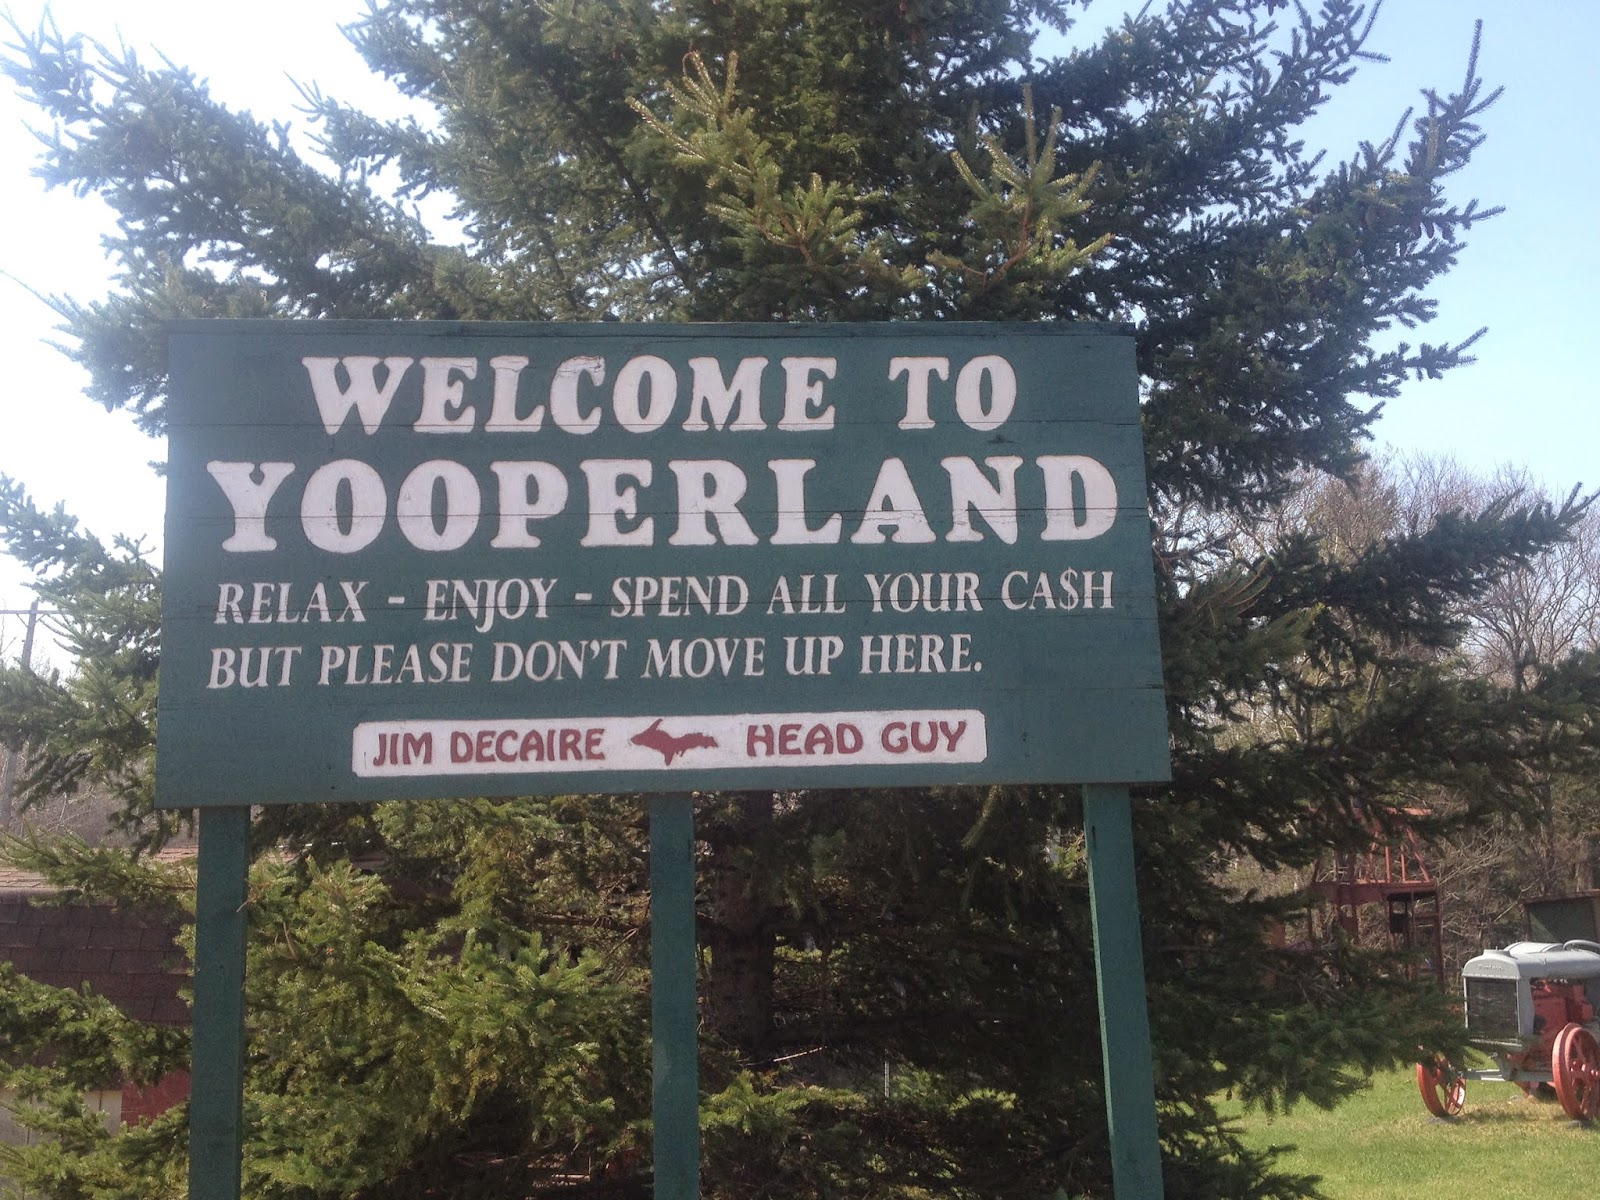 WELCOME TO
YOOPERLAND
RELAX - ENJOY - SPEND ALL YOUR CA$H
BUT PLEASE DON'T MOVE UP HERE.
JIM DECAIRE HEAD GUY